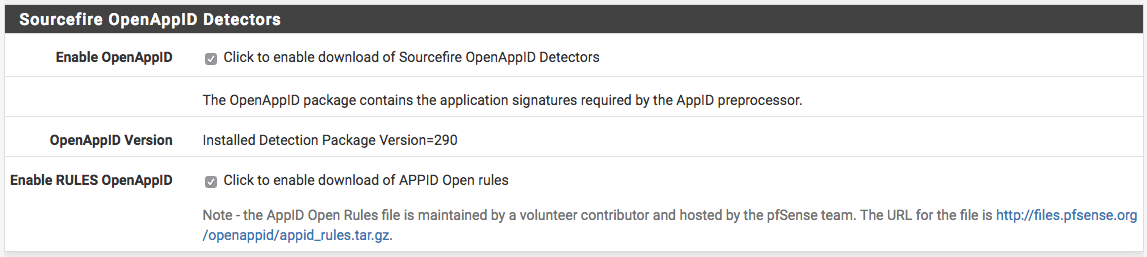 Sourcefire OpenAppID Detectors
Enable OpenAppID Click to enable download of Sourcefire OpenAppID Detectors
The OpenAppID package contains the application signatures required by the AppID preprocessor.
OpenAppID Version Installed Detection Package Version=290
Enable RULES OpenAppID Click to enable download of APPID Open rules
Note - the AppID Open Rules file is maintained by a volunteer contributor and hosted by the pfSense team. The URL for the file is http://files.pfsense.org
/openappid/appid_rules.tar.gz.